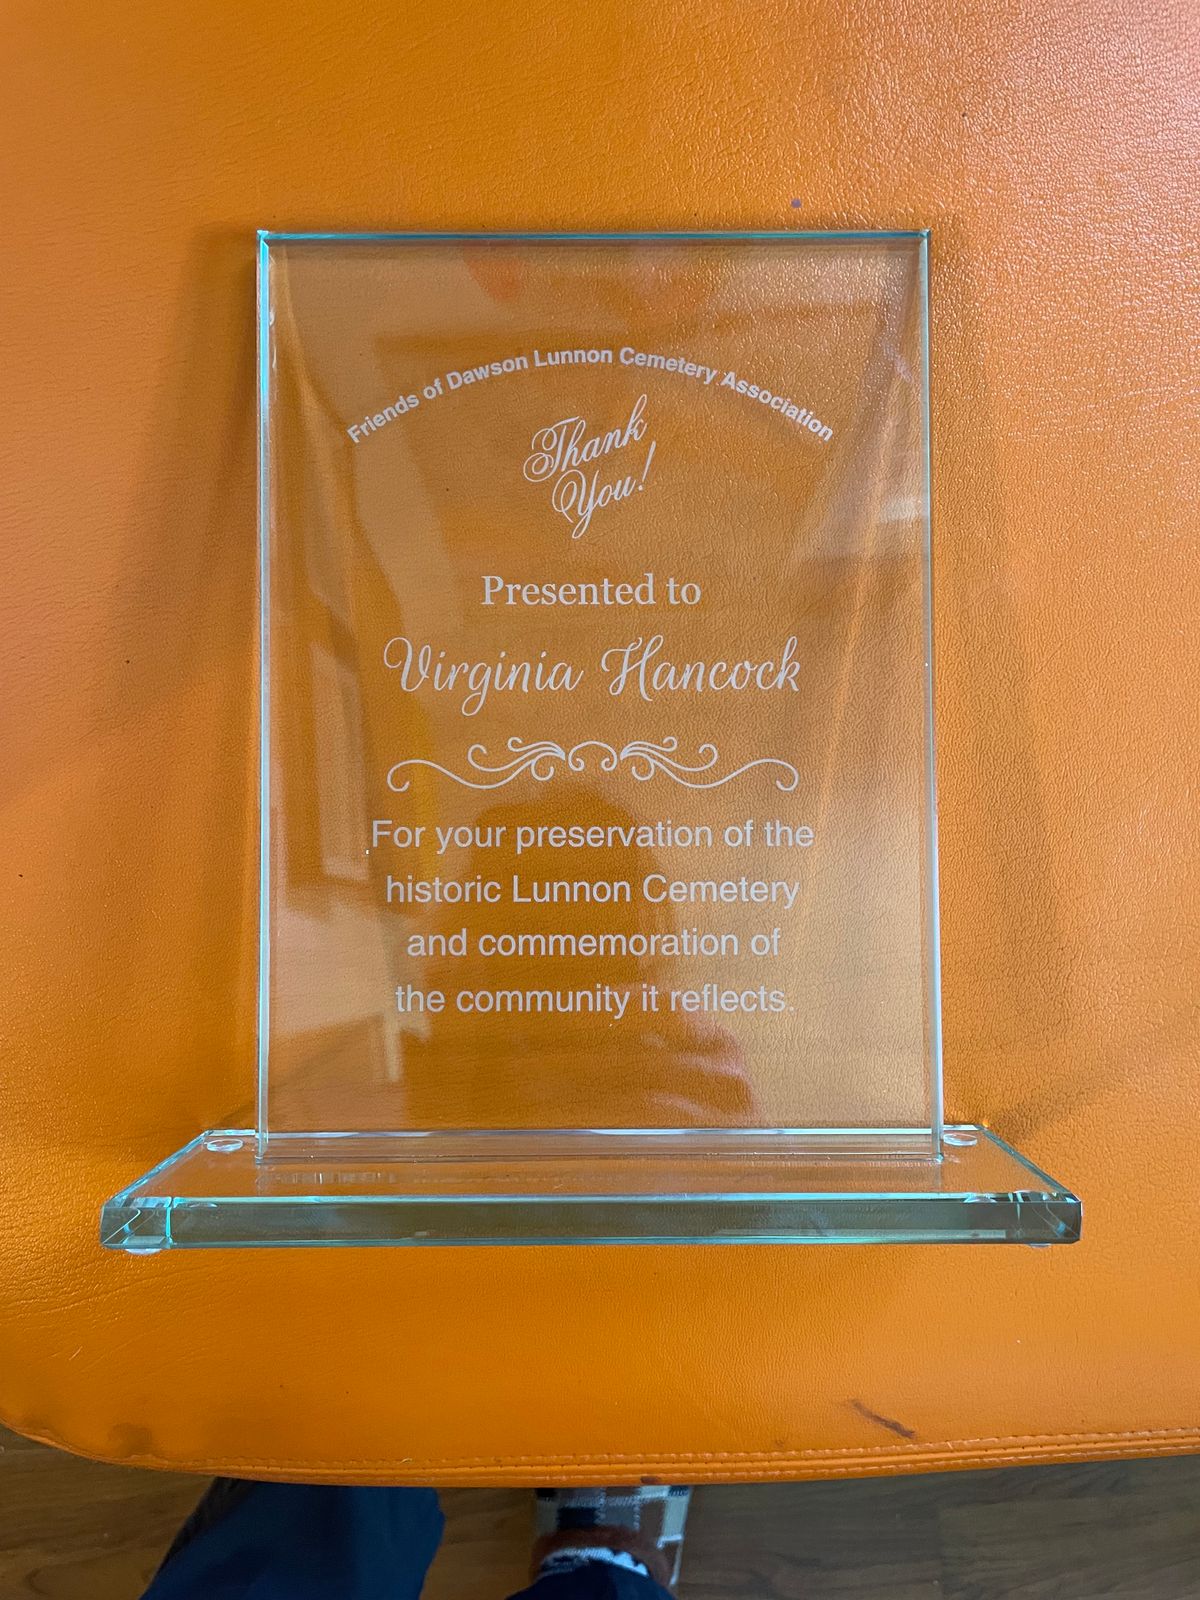 Friends of Dawson Lunnon Cemetery Association
Thank
You!
Presented to
Virginia Hancock
For your preservation of the
historic Lunnon Cemetery
and commemoration of
the community it reflects.